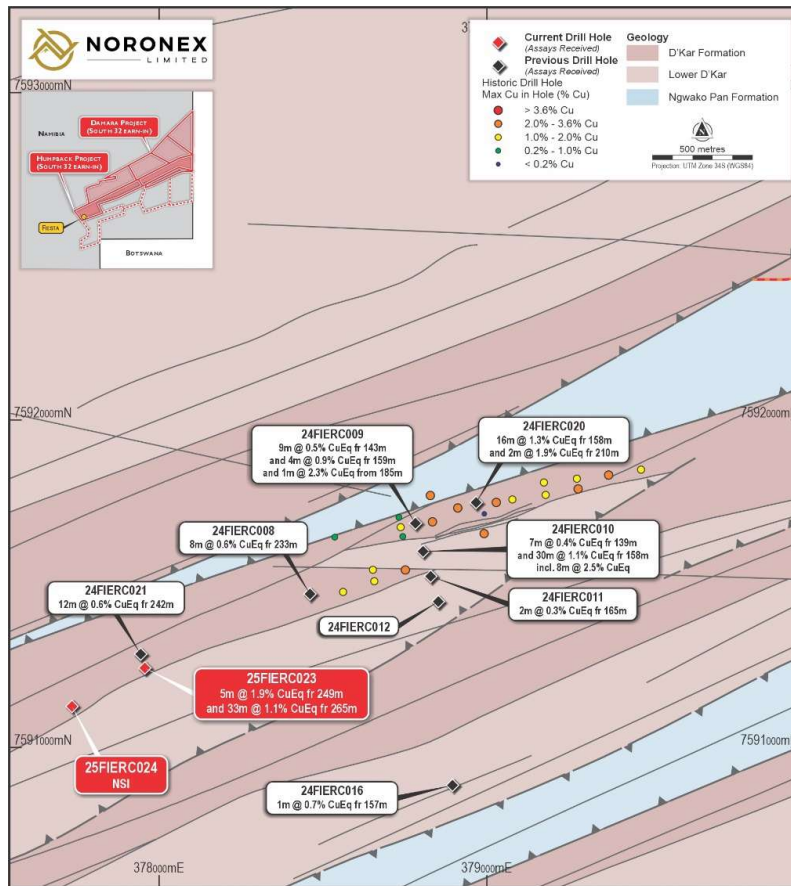 NORONEX
LIMITED
NAMIBIA
DAMARA PROJECT
(SOUTH 32 EARN-IN)
HUMPBACK PROJECT
(SOUTH 32 EARN-IN)
FIESTA
BOTSWANA
Current Drill Hole
(Assays Received)
Previous Drill Hole
(Assays Received)
Historic Drill Hole
Max Cu in Hole (% Cu)
> 3.6% Cu
2.0% - 3.6% Cu
1.0% - 2.0% Cu
0.2% - 1.0% Cu
< 0.2% Cu
Geology
D'Kar Formation
Lower D'Kar
Ngwako Pan Formation
500 metres
Projection: UTM Zone 34S (WGS84)
7593000mN
7592000mN
7592000mN
24FIERC009
9m @ 0.5% CuEq fr 143m
and 4m @ 0.9% CuEq fr 159m
and 1m @ 2.3% CuEq from 185m
24FIERC020
16m @ 1.3% CuEq fr 158m
and 2m @ 1.9% CuEq fr 210m
24FIERC008
8m @ 0.6% CuEq fr 233m
24FIERC010
7m @ 0.4% CuEq fr 139m
and 30m @ 1.1% CuEq fr 158m
incl. 8m @ 2.5% CuEq
24FIERC021
12m @ 0.6% CuEq fr 242m
24FIERC011
2m @ 0.3% CuEq fr 165m
24FIERC012
25FIERC023
5m @ 1.9% CuEq fr 249m
and 33m @ 1.1% CuEq fr 265m
7591000mN
7591000mN
25FIERC024
NSI
24FIERC016
1m @ 0.7% CuEq fr 157m
378000mE
379000mE